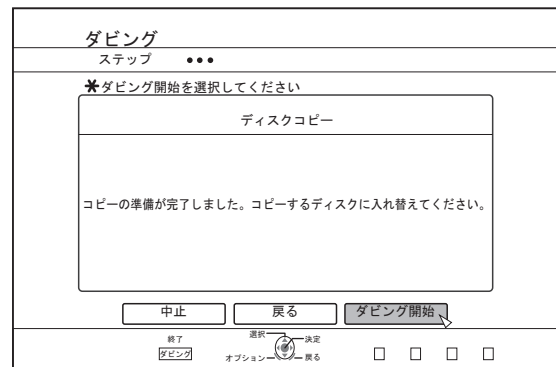 ダビング
ステップ ●●●
✱ダビング開始を選択してください
ディスクコピー
コピーの準備が完了しました。コピーするディスクに入れ替えてください。
中止 戻る ダビング開始
終了
ダビング
選択 決定
オプション 戻る